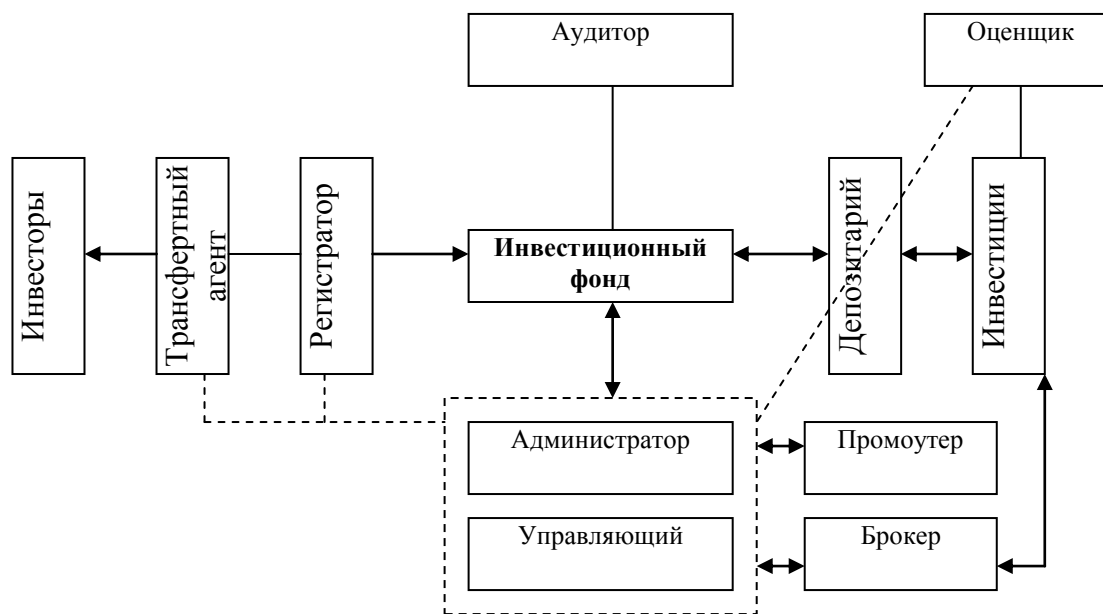 Аудитор
Оценщик
Инвесторы
Трансфертный
агент
Регистратор
Инвестиционный
фонд
Депозитарий
Инвестиции
Администратор
Промоутер
Управляющий
Брокер